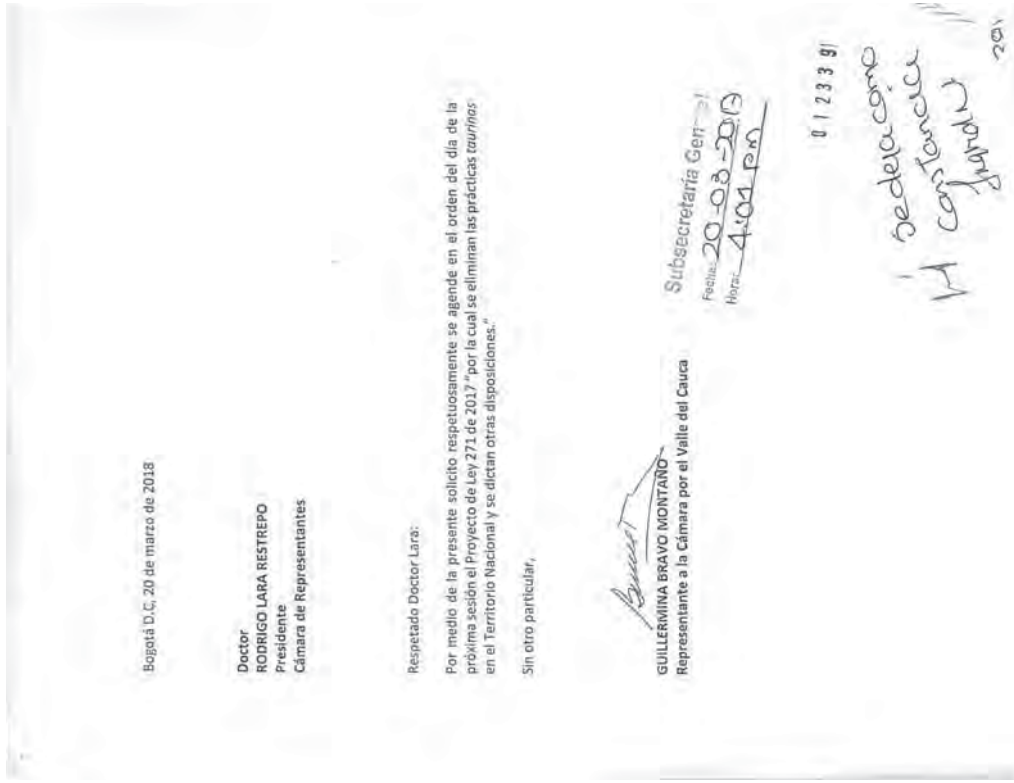 Bogotá D.C, 20 de marzo de 2018
Doctor
RODRIGO LARA RESTREPO
Presidente
Cámara de Representantes
Respetado Doctor Lara:
Por medio de la presente solicito respetuosamente se agende en el orden del día de la
próxima sesión el Proyecto de Ley 271 de 2017 "por la cual se eliminan las prácticas taurinas
en el Territorio Nacional y se dictan otras disposiciones."
Sin otro particular,
GUILLERMINA BRAVO MONTAÑO
Representante a la Cámara por el Valle del Cauca
Subsecretaría
Fecha: 20-03-2018
Hora: 4:01 pm
012339
se deja como
constancia